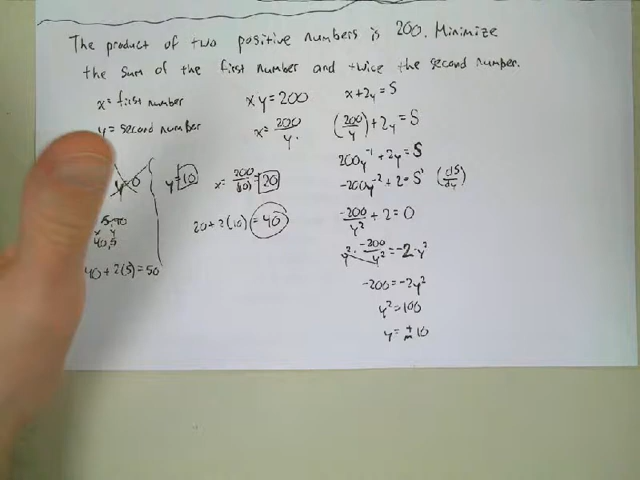 The product of two positive numbers is 200. Minimize
the sum of the first number and twice the second number.
x = first number
y = second number
xy = 200
x = 200/y.
x + 2y = S
(200/y) + 2y = S
200y^-1 + 2y = S
-200y^-2 + 2 = S' (dS/dy)
-200/y² + 2 = 0
y² · -200/y² = -2 · y²
-200 = -2y²
y² = 100
y = ± 10
y = 10
x = 200/(10) = 20
20 + 2(10) = 40
x y
40,5
40 + 2(5) = 50